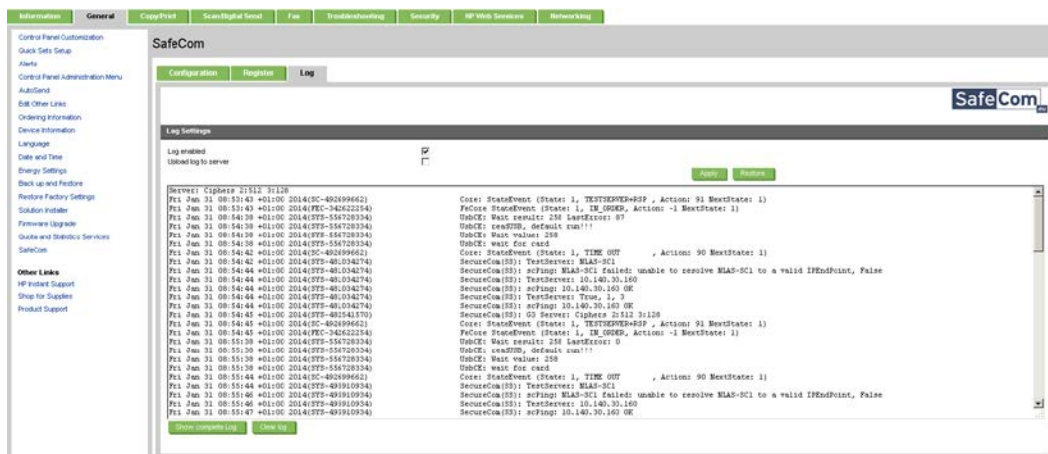 Information General Copy/Print Scan/Digital Send Fax Troubleshooting Security HP Web Services Networking
Control Panel Customization
Quick Sets Setup
Alerts
Control Panel Administration Menu
AutoSend
Edit Other Links
Ordering Information
Device Information
Language
Date and Time
Energy Settings
Back up and Restore
Restore Factory Settings
Solution Installer
Firmware Upgrade
Quota and Statistics Services
SafeCom
Other Links
HP Instant Support
Shop for Supplies
Product Support
SafeCom
Configuration Register Log
SafeCom
Log Settings
Log enabled
Upload log to server
Apply Restore
Server: Ciphers 2:512 3:128
Fri Jan 31 08:53:43 +01:00 2014(SC-492699662) Core: StateEvent (State: 1, TESTSERVER+RSP , Action: 91 NextState: 1)
Fri Jan 31 08:53:43 +01:00 2014(FEC-342622254) FeCore StateEvent (State: 1, IN_ORDER, Action: -1 NextState: 1)
Fri Jan 31 08:54:38 +01:00 2014(SYS-556728334) UsbCE: Wait result: 258 LastError: 87
Fri Jan 31 08:54:38 +01:00 2014(SYS-556728334) UsbCE: readUSB, default run!!!
Fri Jan 31 08:54:38 +01:00 2014(SYS-556728334) UsbCE: Wait value: 258
Fri Jan 31 08:54:38 +01:00 2014(SYS-556728334) UsbCE: wait for card
Fri Jan 31 08:54:42 +01:00 2014(SC-492699662) Core: StateEvent (State: 1, TIME OUT , Action: 90 NextState: 1)
Fri Jan 31 08:54:42 +01:00 2014(SYS-481034274) SecureCom(SS): TestServer: NLAS-SC1
Fri Jan 31 08:54:44 +01:00 2014(SYS-481034274) SecureCom(SS): scPing: NLAS-SC1 failed: unable to resolve NLAS-SC1 to a valid IPEndPoint, False
Fri Jan 31 08:54:44 +01:00 2014(SYS-481034274) SecureCom(SS): TestServer: 10.140.30.160
Fri Jan 31 08:54:44 +01:00 2014(SYS-481034274) SecureCom(SS): scPing: 10.140.30.160 OK
Fri Jan 31 08:54:44 +01:00 2014(SYS-481034274) SecureCom(SS): TestServer: True, 1, 3
Fri Jan 31 08:54:44 +01:00 2014(SYS-481034274) SecureCom(SS): scPing: 10.140.30.160 OK
Fri Jan 31 08:54:45 +01:00 2014(SYS-482541570) SecureCom(SS): G3 Server: Ciphers 2:512 3:128
Fri Jan 31 08:54:45 +01:00 2014(SC-492699662) Core: StateEvent (State: 1, TESTSERVER+RSP , Action: 91 NextState: 1)
Fri Jan 31 08:54:45 +01:00 2014(FEC-342622254) FeCore StateEvent (State: 1, IN_ORDER, Action: -1 NextState: 1)
Fri Jan 31 08:55:38 +01:00 2014(SYS-556728334) UsbCE: Wait result: 258 LastError: 0
Fri Jan 31 08:55:38 +01:00 2014(SYS-556728334) UsbCE: readUSB, default run!!!
Fri Jan 31 08:55:38 +01:00 2014(SYS-556728334) UsbCE: Wait value: 258
Fri Jan 31 08:55:38 +01:00 2014(SYS-556728334) UsbCE: wait for card
Fri Jan 31 08:55:44 +01:00 2014(SC-492699662) Core: StateEvent (State: 1, TIME OUT , Action: 90 NextState: 1)
Fri Jan 31 08:55:44 +01:00 2014(SYS-493910934) SecureCom(SS): TestServer: NLAS-SC1
Fri Jan 31 08:55:46 +01:00 2014(SYS-493910934) SecureCom(SS): scPing: NLAS-SC1 failed: unable to resolve NLAS-SC1 to a valid IPEndPoint, False
Fri Jan 31 08:55:46 +01:00 2014(SYS-493910934) SecureCom(SS): TestServer: 10.140.30.160
Fri Jan 31 08:55:47 +01:00 2014(SYS-493910934) SecureCom(SS): scPing: 10.140.30.160 OK
Show complete Log Clear log